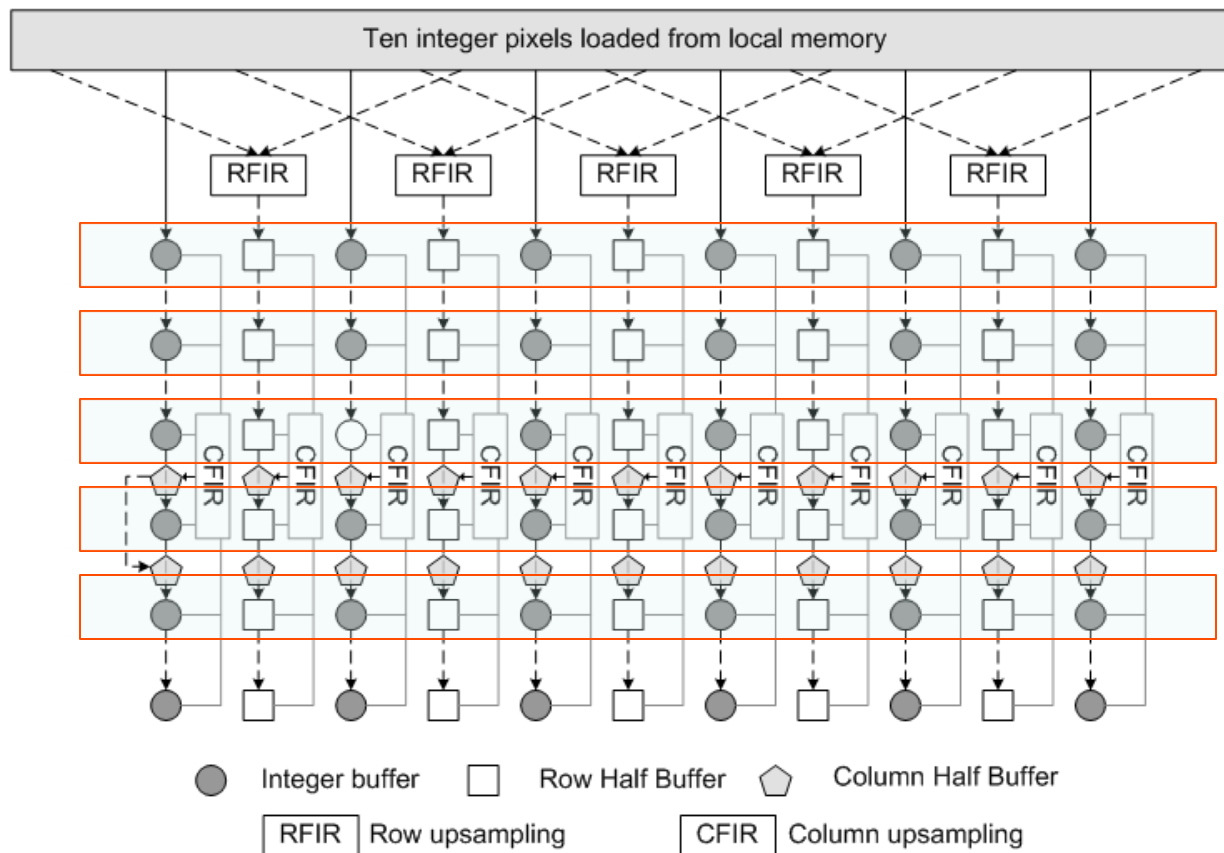 Ten integer pixels loaded from local memory
RFIR RFIR RFIR RFIR RFIR
CFIR CFIR CFIR CFIR CFIR CFIR CFIR CFIR CFIR CFIR CFIR
Integer buffer Row Half Buffer Column Half Buffer
RFIR Row upsampling CFIR Column upsampling